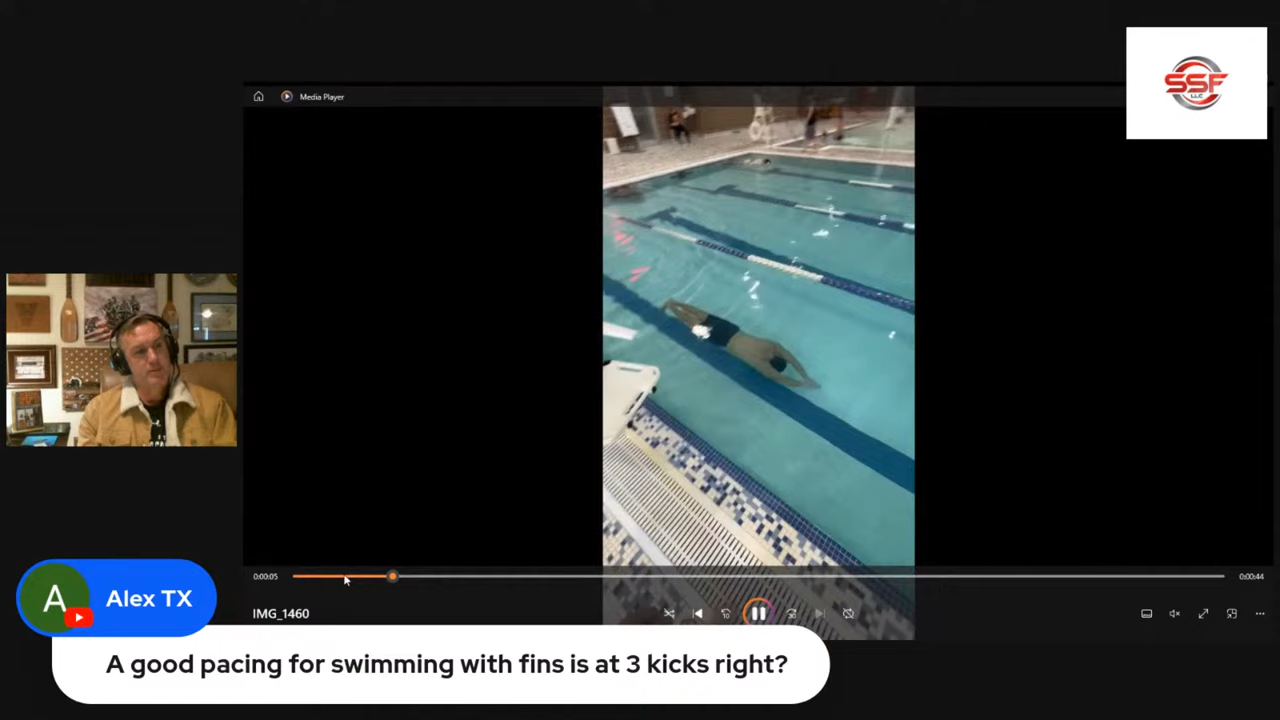 SSF
LLC
Media Player
0:00:05
0:00:44
IMG_1460
A
Alex TX
A good pacing for swimming with fins is at 3 kicks right?